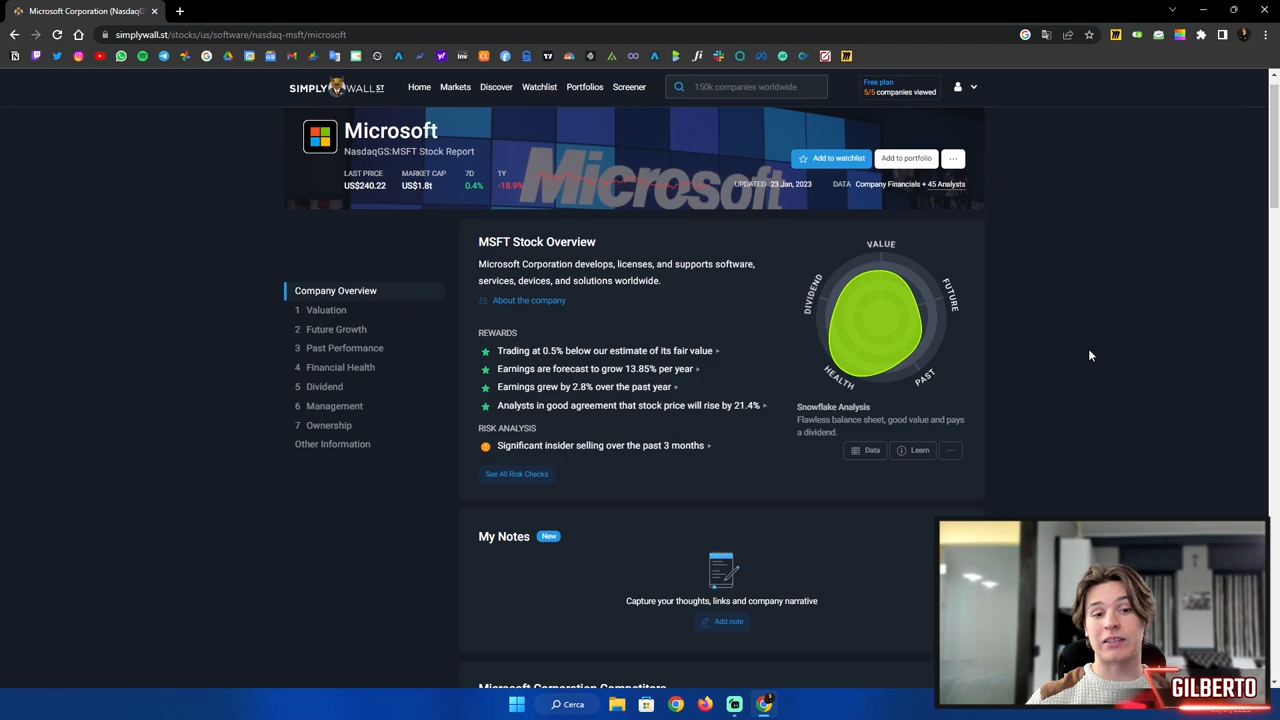 Microsoft Corporation (NasdaqG
simplywall.st/stocks/us/software/nasdaq-msft/microsoft
SIMPLY WALL ST
Home
Markets
Discover
Watchlist
Portfolios
Screener
150k companies worldwide
Free plan
5/5 companies viewed
Microsoft
NasdaqGS:MSFT Stock Report
LAST PRICE
MARKET CAP
7D
1Y
US$240.22
US$1.8t
0.4%
-18.9%
Microsoft
Add to watchlist
Add to portfolio
UPDATED 23 Jan, 2023
DATA Company Financials + 45 Analysts
Company Overview
1 Valuation
2 Future Growth
3 Past Performance
4 Financial Health
5 Dividend
6 Management
7 Ownership
Other Information
MSFT Stock Overview
Microsoft Corporation develops, licenses, and supports software,
services, devices, and solutions worldwide.
About the company
REWARDS
Trading at 0.5% below our estimate of its fair value
Earnings are forecast to grow 13.85% per year
Earnings grew by 2.8% over the past year
Analysts in good agreement that stock price will rise by 21.4%
RISK ANALYSIS
Significant insider selling over the past 3 months
See All Risk Checks
VALUE
FUTURE
PAST
HEALTH
DIVIDEND
Snowflake Analysis
Flawless balance sheet, good value and pays
a dividend.
Data
Learn
My Notes
New
Capture your thoughts, links and company narrative
Add note
Microsoft Corporation Competitors
GILBERTO
Cerca